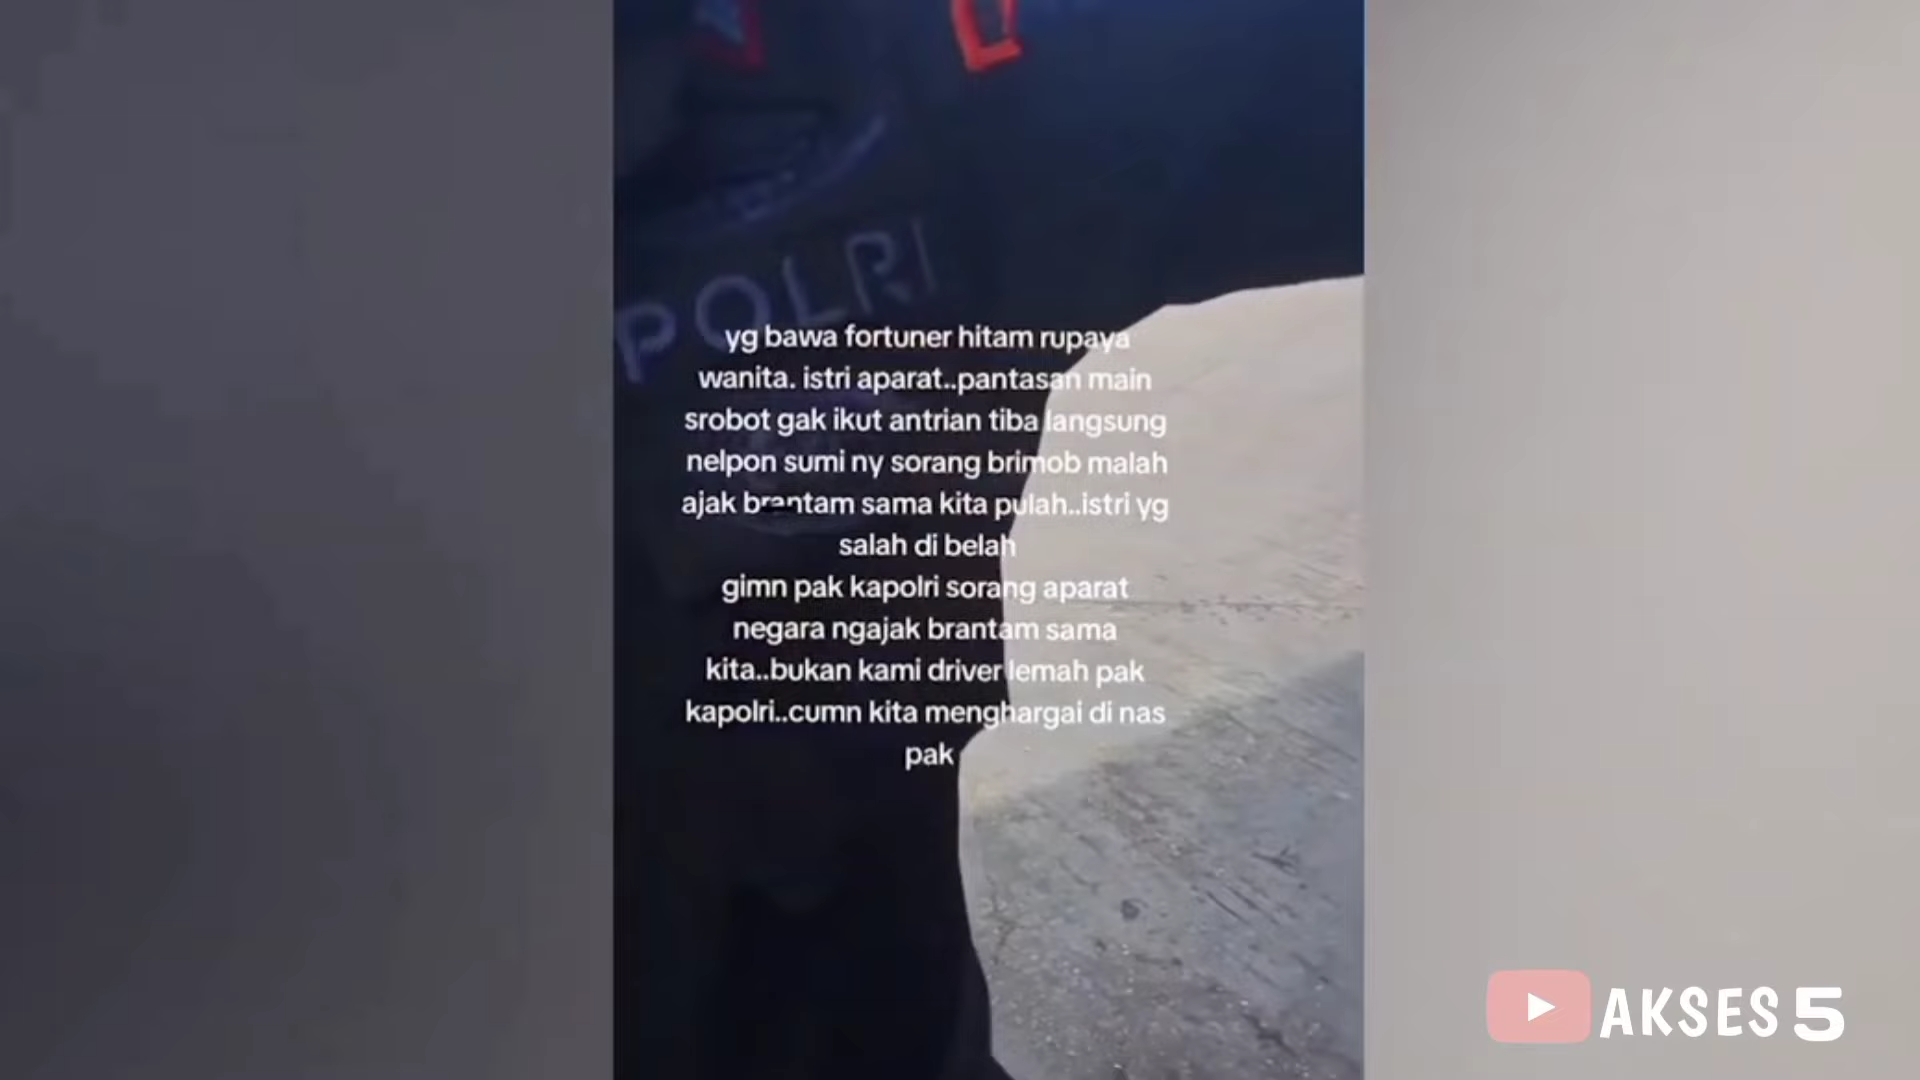 POLRI
yg bawa fortuner hitam rupaya
wanita. istri aparat..pantasan main
srobot gak ikut antrian tiba langsung
nelpon sumi ny sorang brimob malah
ajak brantam sama kita pulah..istri yg
salah di belah
gimn pak kapolri sorang aparat
negara ngajak brantam sama
kita..bukan kami driver lemah pak
kapolri..cumn kita menghargai di nas
pak
AKSES 5